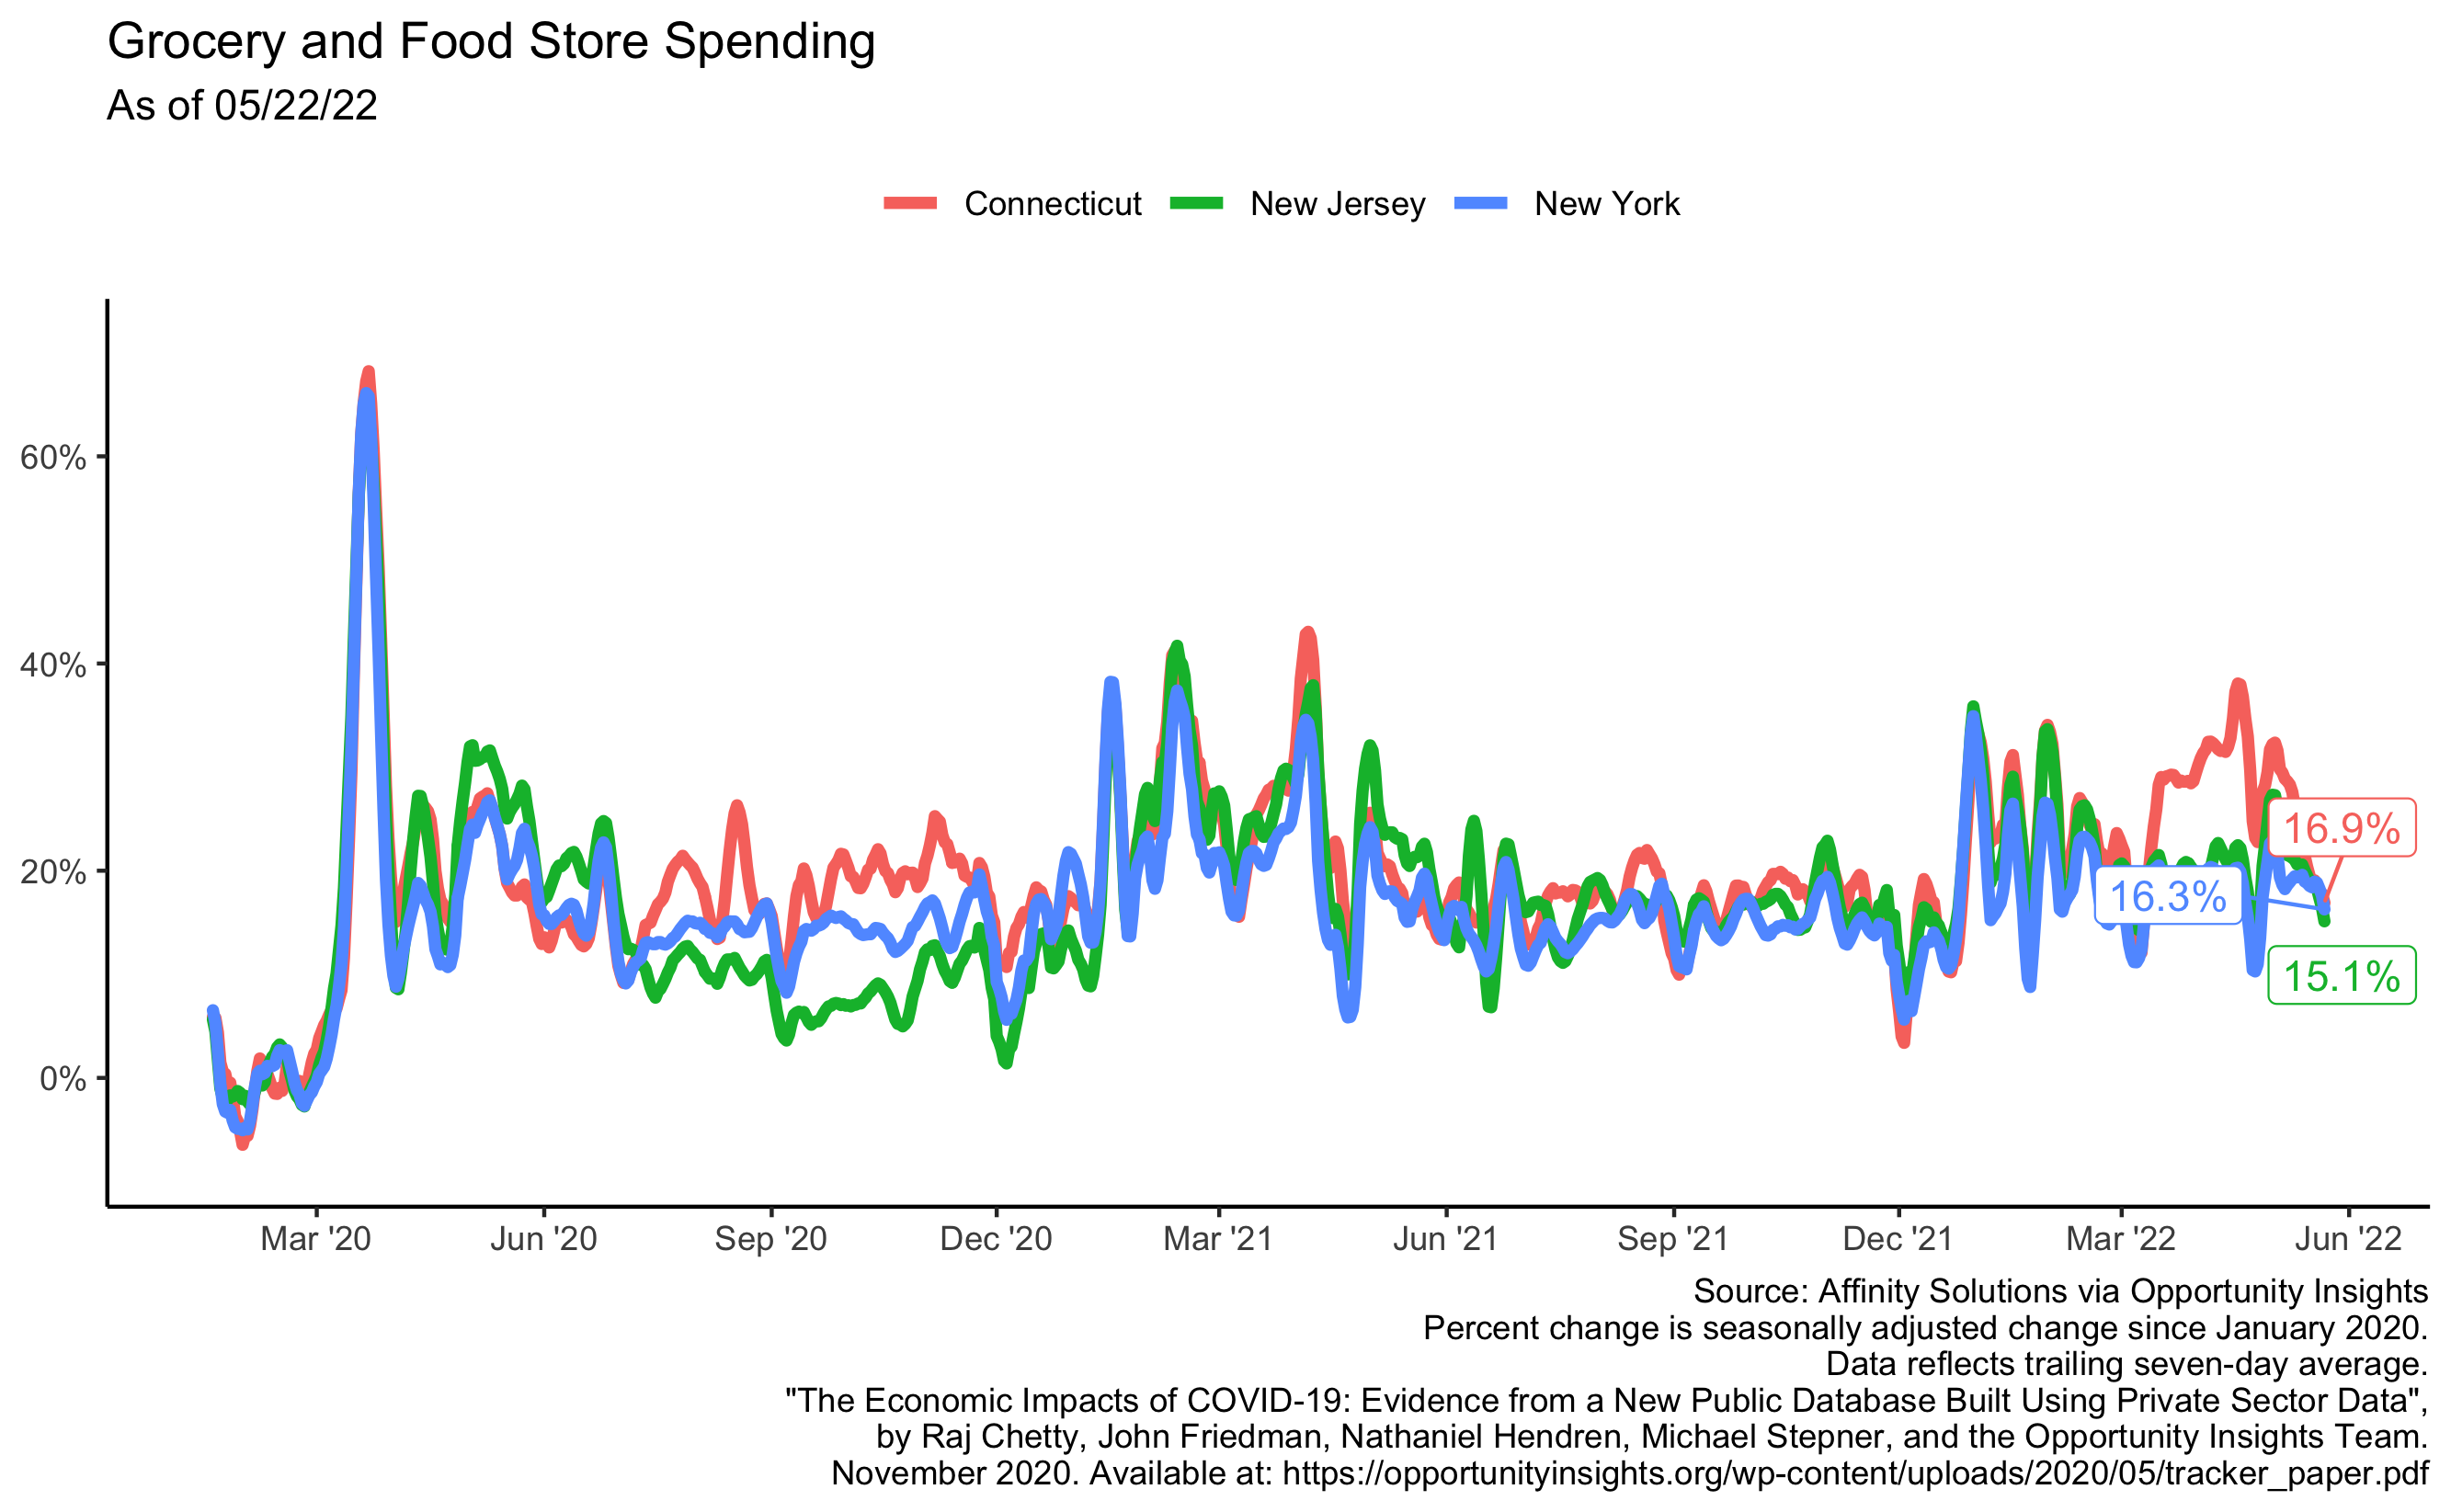 Grocery and Food Store Spending
As of 05/22/22
Connecticut New Jersey New York
60%
40%
20%
0%
16.9%
16.3%
15.1%
Mar '20 Jun '20 Sep '20 Dec '20 Mar '21 Jun '21 Sep '21 Dec '21 Mar '22 Jun '22
Source: Affinity Solutions via Opportunity Insights
Percent change is seasonally adjusted change since January 2020.
Data reflects trailing seven-day average.
"The Economic Impacts of COVID-19: Evidence from a New Public Database Built Using Private Sector Data",
by Raj Chetty, John Friedman, Nathaniel Hendren, Michael Stepner, and the Opportunity Insights Team.
November 2020. Available at: https://opportunityinsights.org/wp-content/uploads/2020/05/tracker_paper.pdf